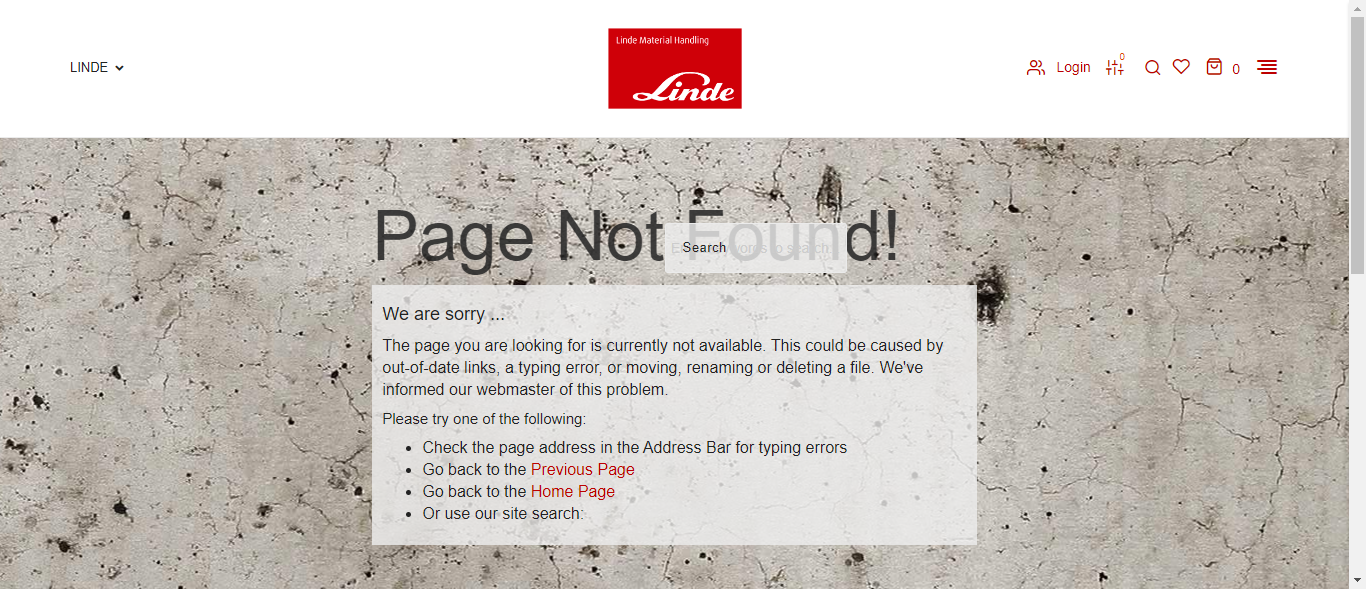 LINDE
Linde Material Handling
Linde
Login
0
0
Page Not Found!
Search words to search
We are sorry ...
The page you are looking for is currently not available. This could be caused by
out-of-date links, a typing error, or moving, renaming or deleting a file. We've
informed our webmaster of this problem.
Please try one of the following:
Check the page address in the Address Bar for typing errors
Go back to the Previous Page
Go back to the Home Page
Or use our site search: